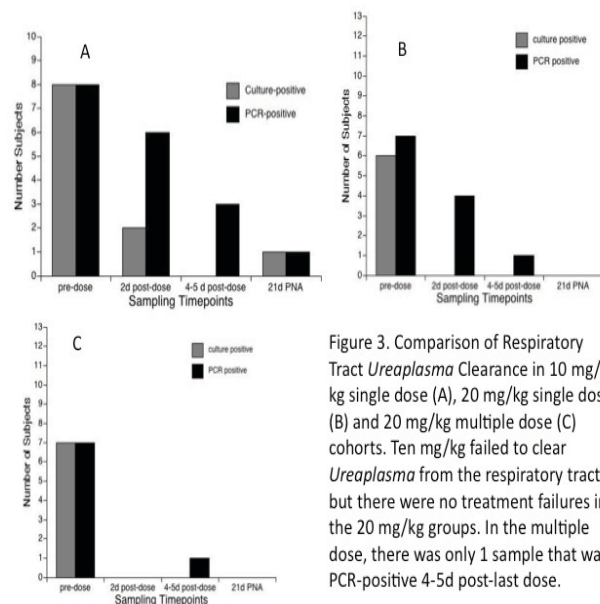 A
10
9
8
7
6
5
4
3
2
1
0
Number Subjects
Culture-positive
PCR-positive
pre-dose 2d post-dose 4-5 d post-dose 21d PNA
Sampling Timepoints
B
13
12
11
10
9
8
7
6
5
4
3
2
1
0
Number of Subjects
culture positive
PCR positive
pre-dose 2d post-dose 4-5d post-dose 21d PNA
Sampling Timepoints
C
13
12
11
10
9
8
7
6
5
4
3
2
1
0
Number of Subjects
culture positive
PCR positive
pre-dose 2d post-dose 4-5d post-dose 21d PNA
Sampling Timepoints
Figure 3. Comparison of Respiratory
Tract Ureaplasma Clearance in 10 mg/
kg single dose (A), 20 mg/kg single dos
(B) and 20 mg/kg multiple dose (C)
cohorts. Ten mg/kg failed to clear
Ureaplasma from the respiratory tract
but there were no treatment failures in
the 20 mg/kg groups. In the multiple
dose, there was only 1 sample that wa
PCR-positive 4-5d post-last dose.